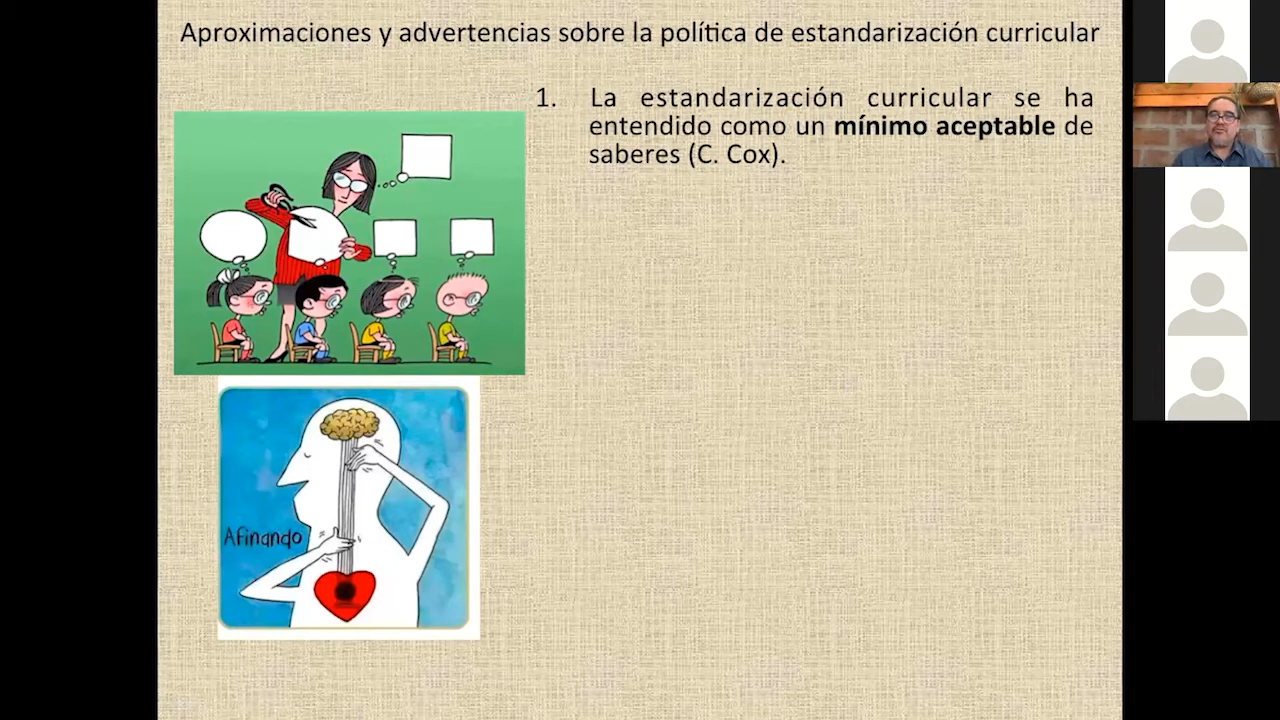 Aproximaciones y advertencias sobre la política de estandarización curricular
1. La estandarización curricular se ha
entendido como un mínimo aceptable de
saberes (C. Cox).
Afinando